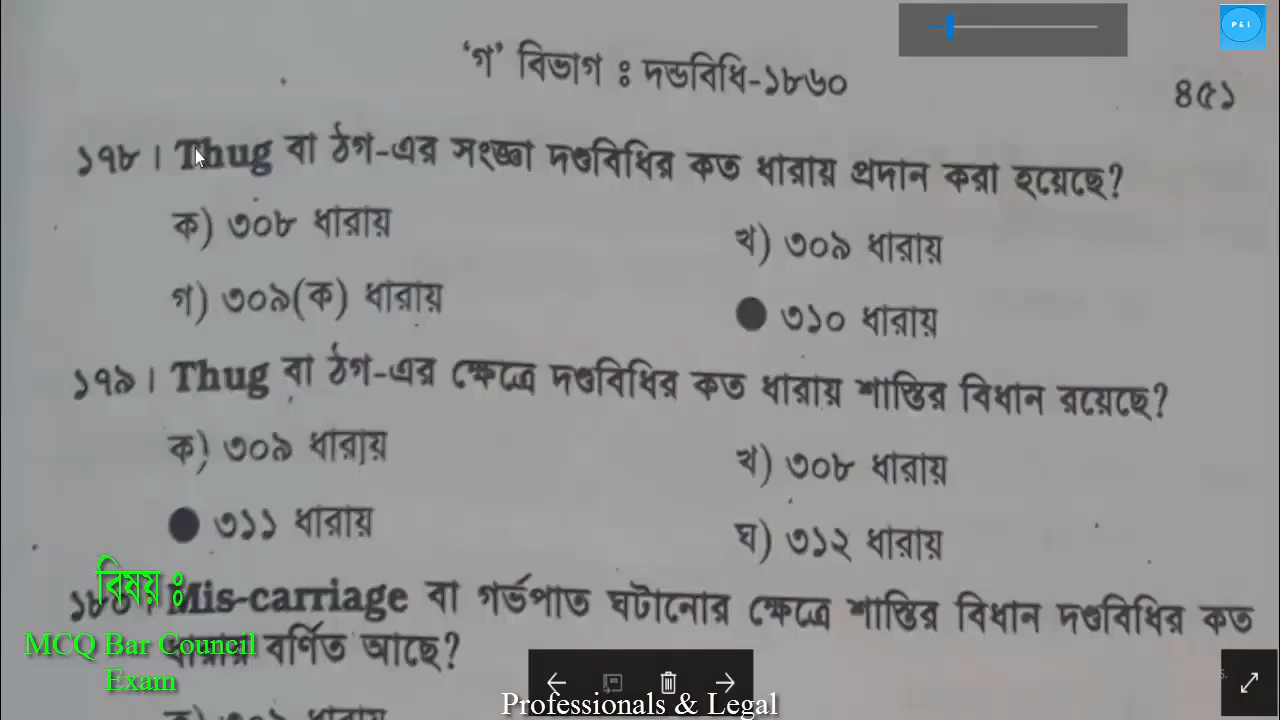 P & L
‘গ’ বিভাগ ঃ দন্ডবিধি-১৮৬০
৪৫১
১৭৮। Thug বা ঠগ-এর সংজ্ঞা দণ্ডবিধির কত ধারায় প্রদান করা হয়েছে?
ক) ৩০৮ ধারায় খ) ৩০৯ ধারায়
গ) ৩০৯(ক) ধারায় ● ৩১০ ধারায়
১৭৯। Thug বা ঠগ-এর ক্ষেত্রে দণ্ডবিধির কত ধারায় শাস্তির বিধান রয়েছে?
ক) ৩০৯ ধারায় খ) ৩০৮ ধারায়
● ৩১১ ধারায় ঘ) ৩১২ ধারায়
বিষয় ঃ
Mis-carriage বা গর্ভপাত ঘটানোর ক্ষেত্রে শাস্তির বিধান দণ্ডবিধির কত
MCQ Bar Council
বর্ণিত আছে?
Exam
Professionals & Legal